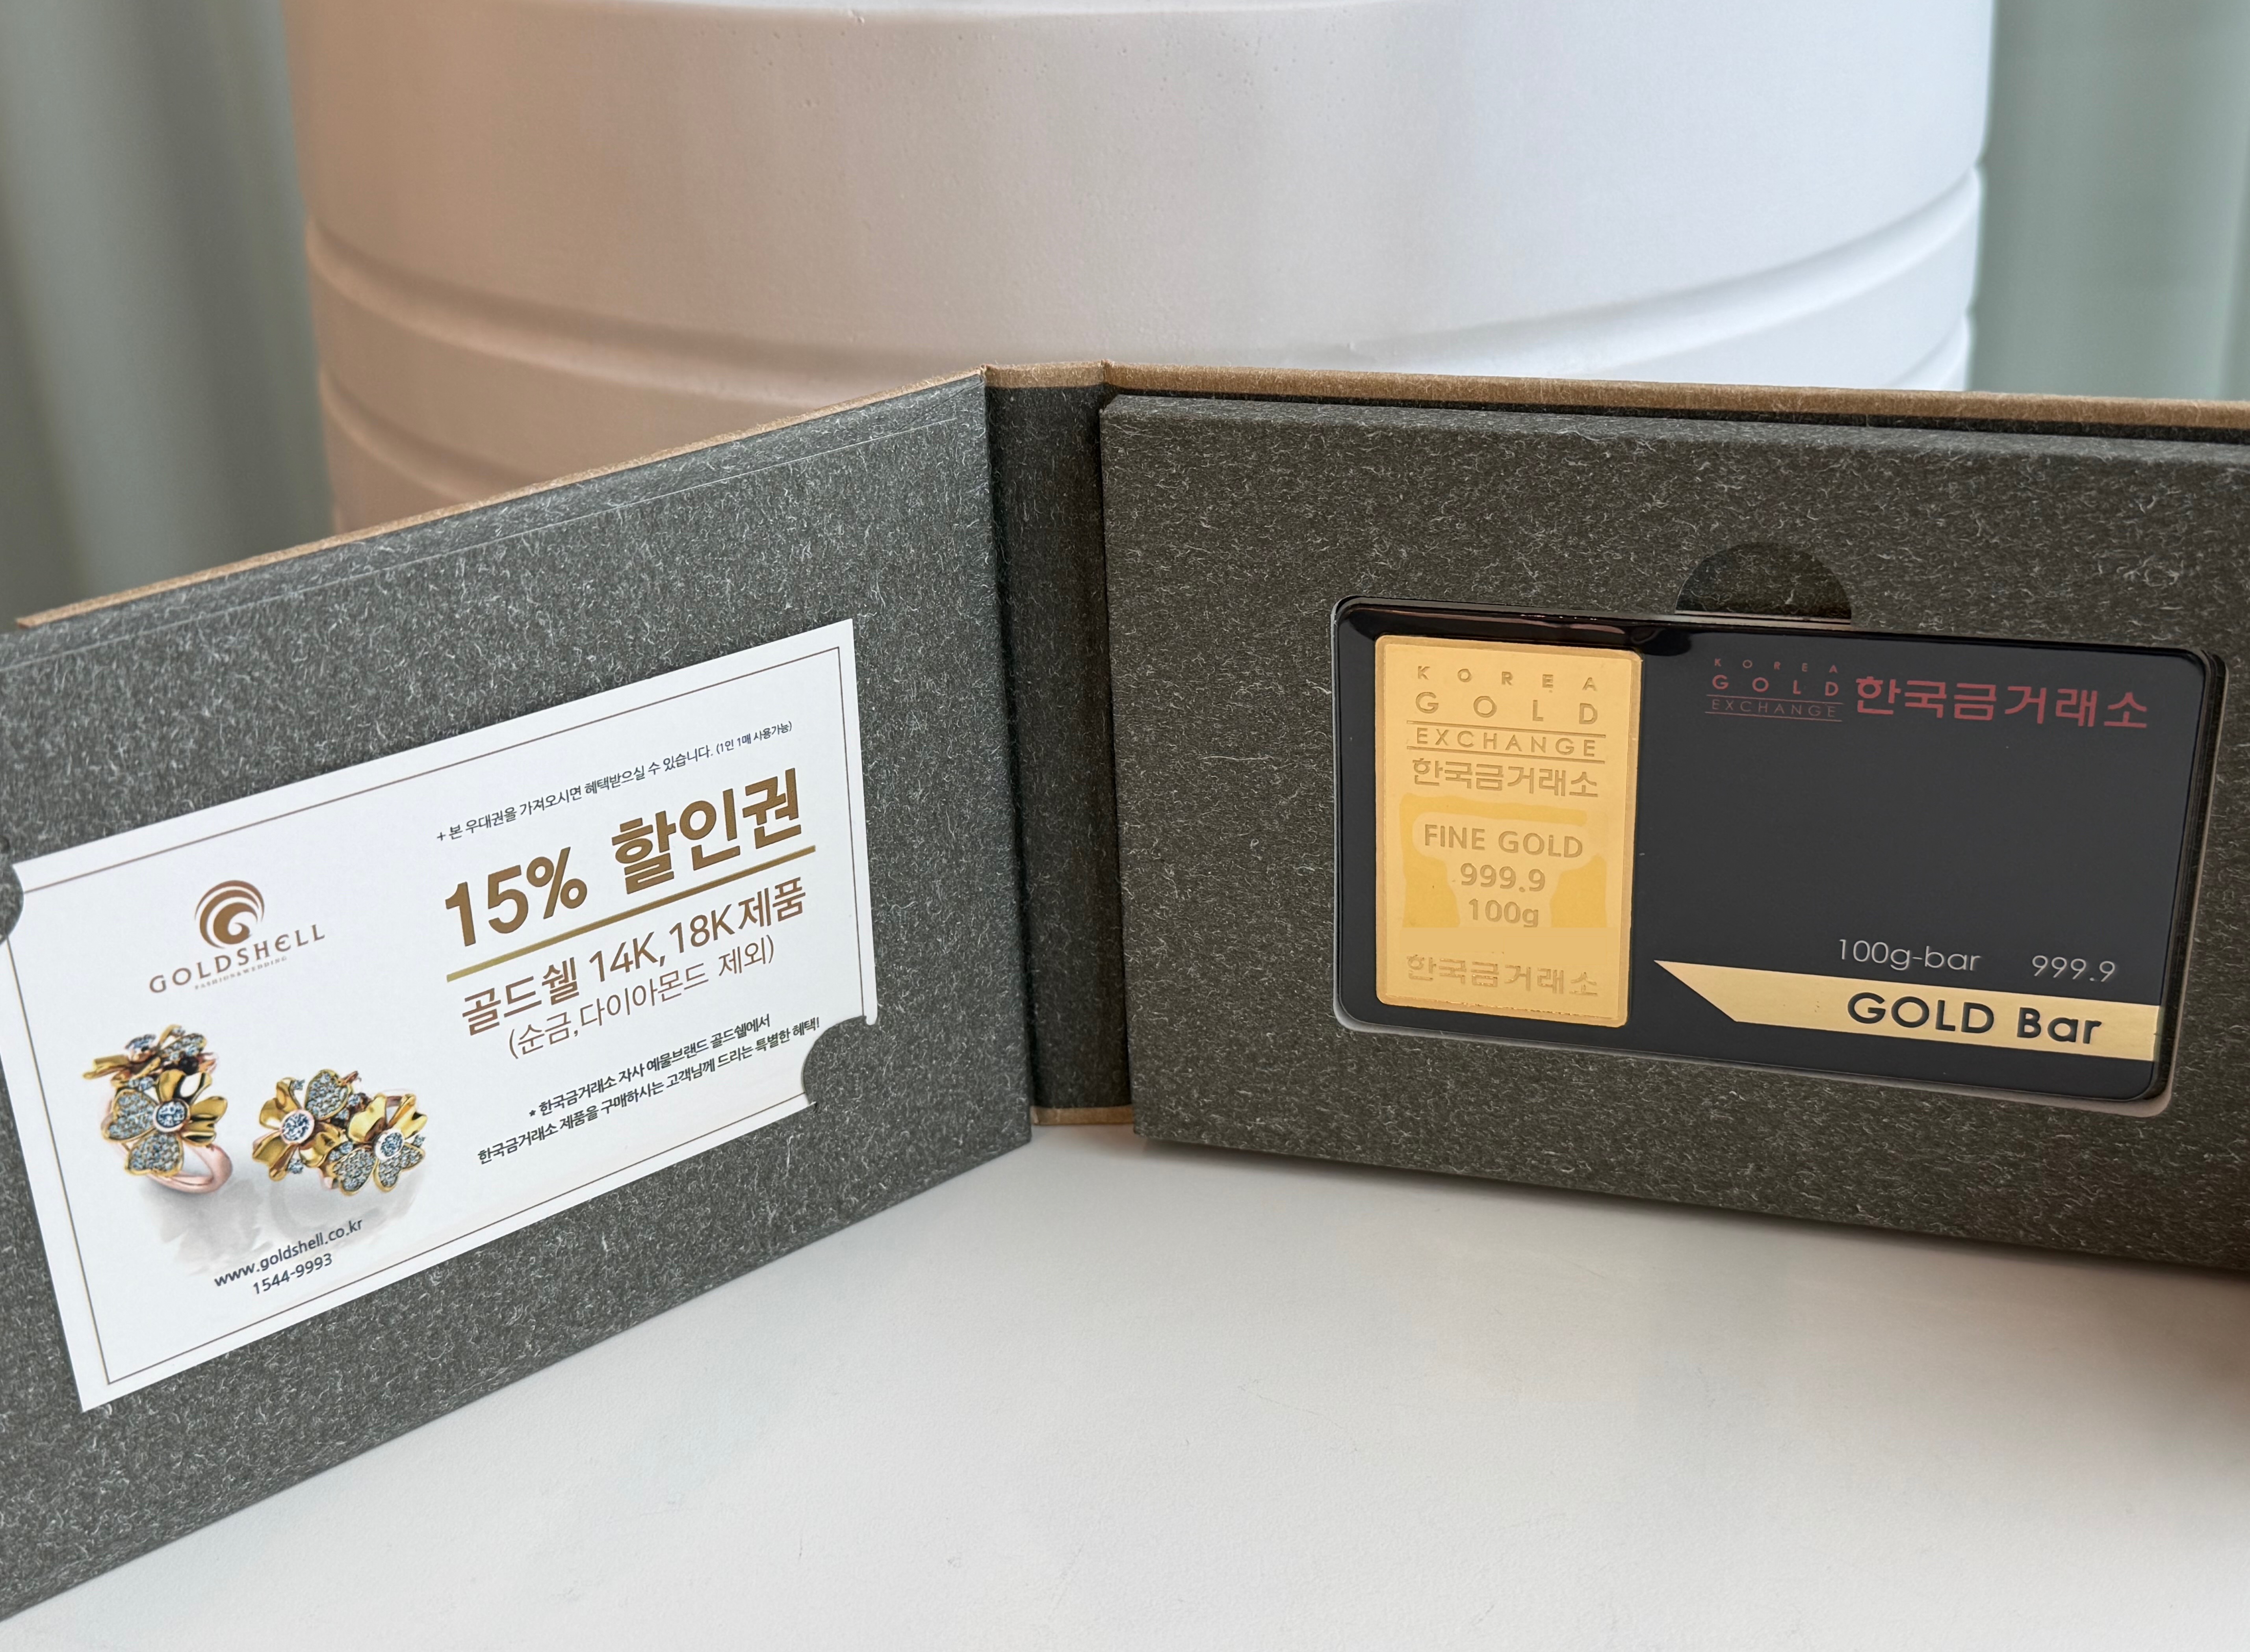 + 본 우대권을 가져오시면 혜택받으실 수 있습니다. (1인 1매 사용가능)
15% 할인권
골드쉘 14K, 18K 제품
(순금, 다이아몬드 제외)
* 한국금거래소 자사 예물브랜드 골드쉘에서
한국금거래소 제품을 구매하시는 고객님께 드리는 특별한 혜택!
GOLDSHELL
FASHION & WEDDING
www.goldshell.co.kr
1544-9993
KOREA
GOLD
EXCHANGE
한국금거래소
FINE GOLD
999.9
100g
한국금거래소
KOREA
GOLD
EXCHANGE
한국금거래소
100g-bar 999.9
GOLD Bar